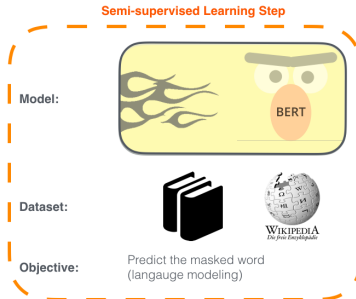 Semi-supervised Learning Step
Model:
BERT
Dataset:
WIKIPEDIA
Die freie Enzyklopädie
Objective:
Predict the masked word
(langauge modeling)